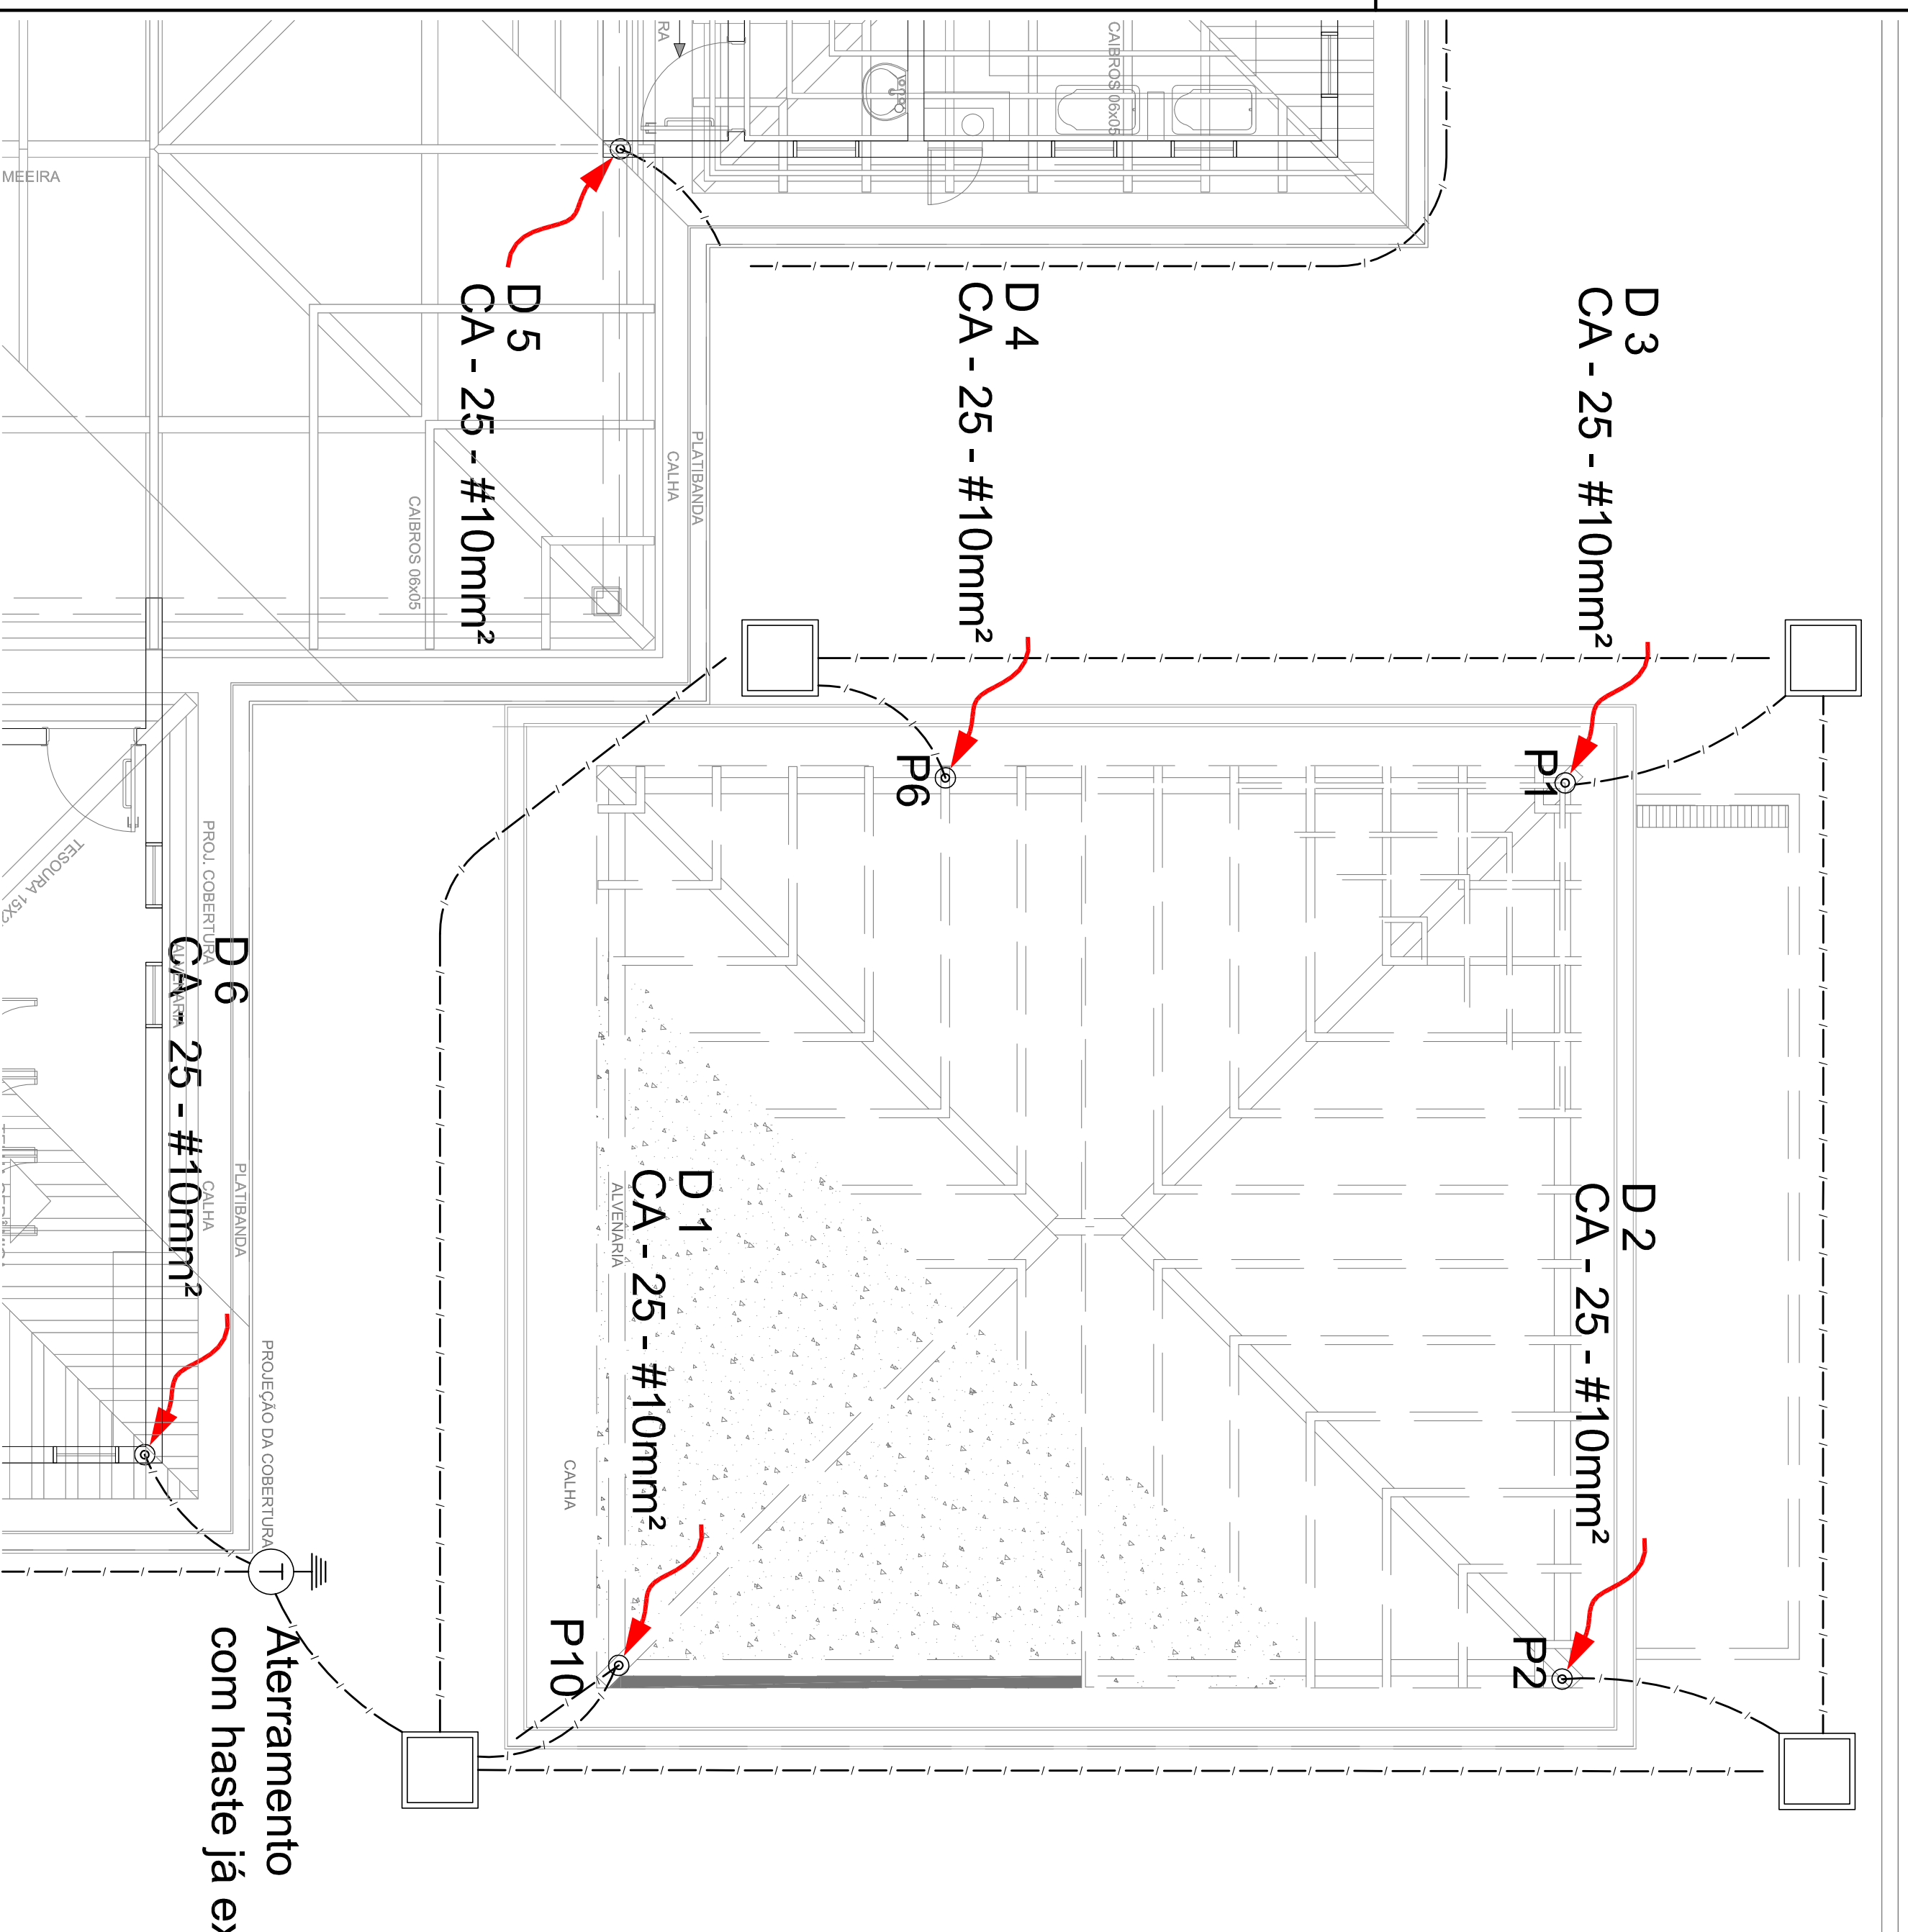 RA
CAIBROS 06x05
MEEIRA
D 5
CA - 25 - #10mm²
D 4
CA - 25 - #10mm²
D 3
CA - 25 - #10mm²
PLATIBANDA
CALHA
CAIBROS 06x05
P6
P1
PROJ. COBERTURA
TESOURA 15X
D 6
CA - 25 - #10mm²
ALVENARIA
CALHA
PLATIBANDA
D 1
CA - 25 - #10mm²
ALVENARIA
D 2
CA - 25 - #10mm²
PROJEÇÃO DA COBERTURA
CALHA
P10
P2
T
Aterramento
com haste já ex